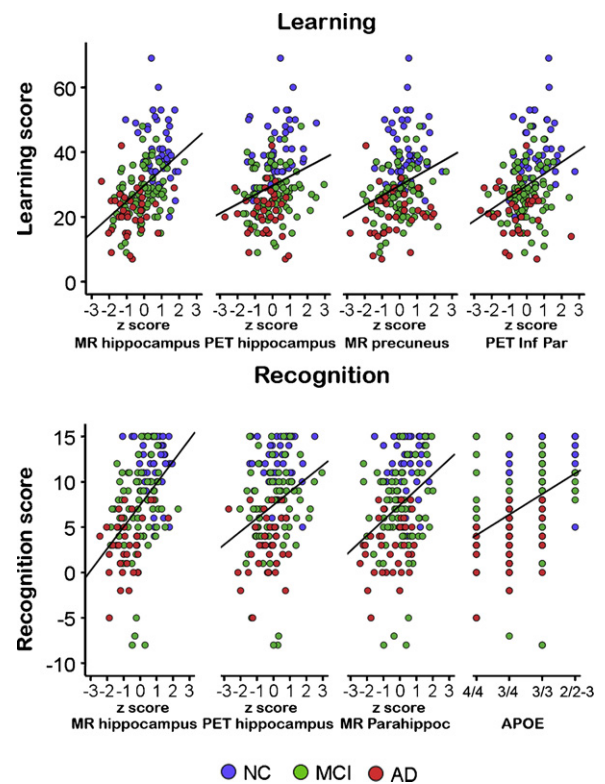 Learning
Learning score
60
40
20
0
-3 -2 -1 0 1 2 3
-3 -2 -1 0 1 2 3
-3 -2 -1 0 1 2 3
-3 -2 -1 0 1 2 3
z score
z score
z score
z score
MR hippocampus
PET hippocampus
MR precuneus
PET Inf Par
Recognition
Recognition score
15
10
5
0
-5
-10
-3 -2 -1 0 1 2 3
-3 -2 -1 0 1 2 3
-3 -2 -1 0 1 2 3
4/4 3/4 3/3 2/2-3
z score
z score
z score
MR hippocampus
PET hippocampus
MR Parahippoc
APOE
NC MCI AD